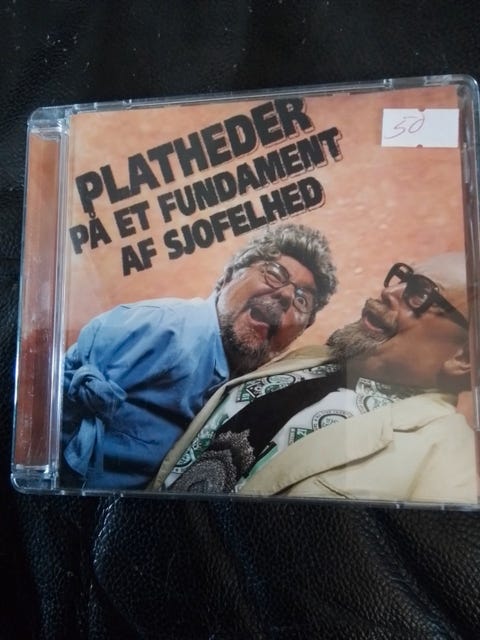 PLATHEDER
PÅ ET FUNDAMENT
AF SJOFELHED
50